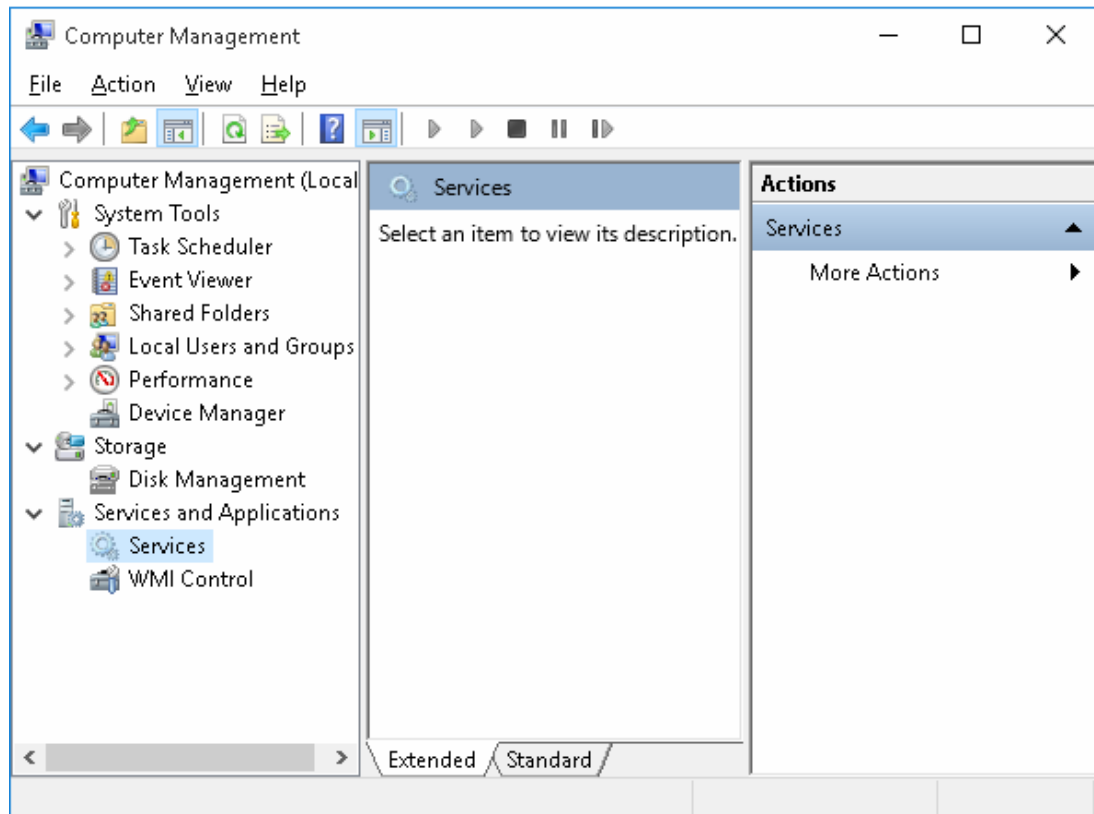 Computer Management
File Action View Help
Computer Management (Local
System Tools
Task Scheduler
Event Viewer
Shared Folders
Local Users and Groups
Performance
Device Manager
Storage
Disk Management
Services and Applications
Services
WMI Control
Services
Select an item to view its description.
Extended Standard
Actions
Services
More Actions